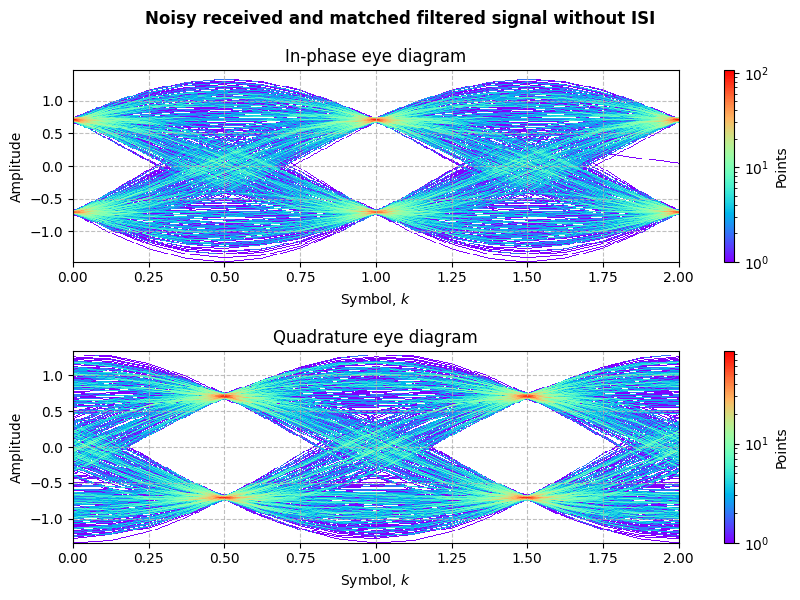 Noisy received and matched filtered signal without ISI
In-phase eye diagram
Amplitude
1.0
0.5
0.0
−0.5
−1.0
0.00 0.25 0.50 0.75 1.00 1.25 1.50 1.75 2.00
Symbol, k
10²
10¹
10⁰
Points
Quadrature eye diagram
Amplitude
1.0
0.5
0.0
−0.5
−1.0
0.00 0.25 0.50 0.75 1.00 1.25 1.50 1.75 2.00
Symbol, k
10¹
10⁰
Points